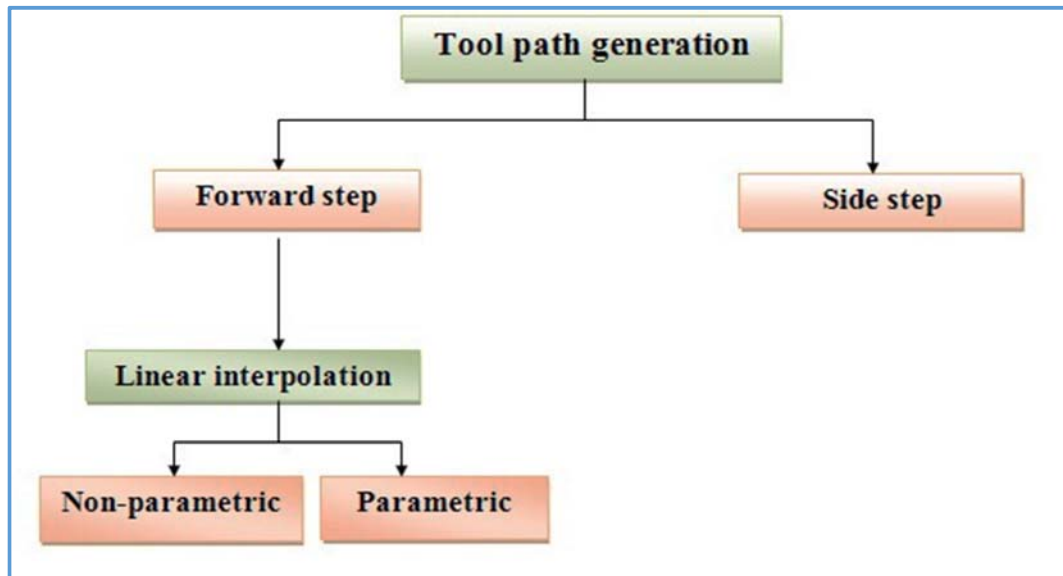 Tool path generation
Forward step
Side step
Linear interpolation
Non-parametric
Parametric